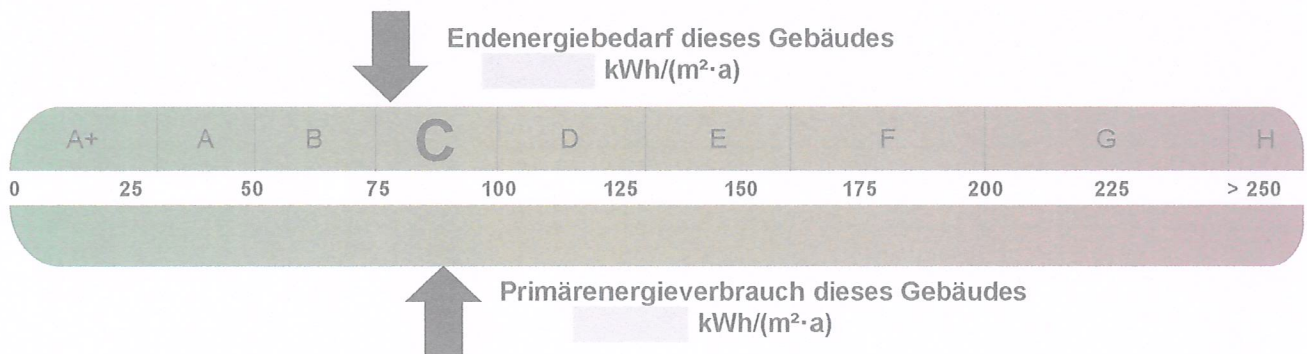 Endenergiebedarf dieses Gebäudes
kWh/(m²·a)
A+ A B C D E F G H
0 25 50 75 100 125 150 175 200 225 > 250
Primärenergieverbrauch dieses Gebäudes
kWh/(m²·a)